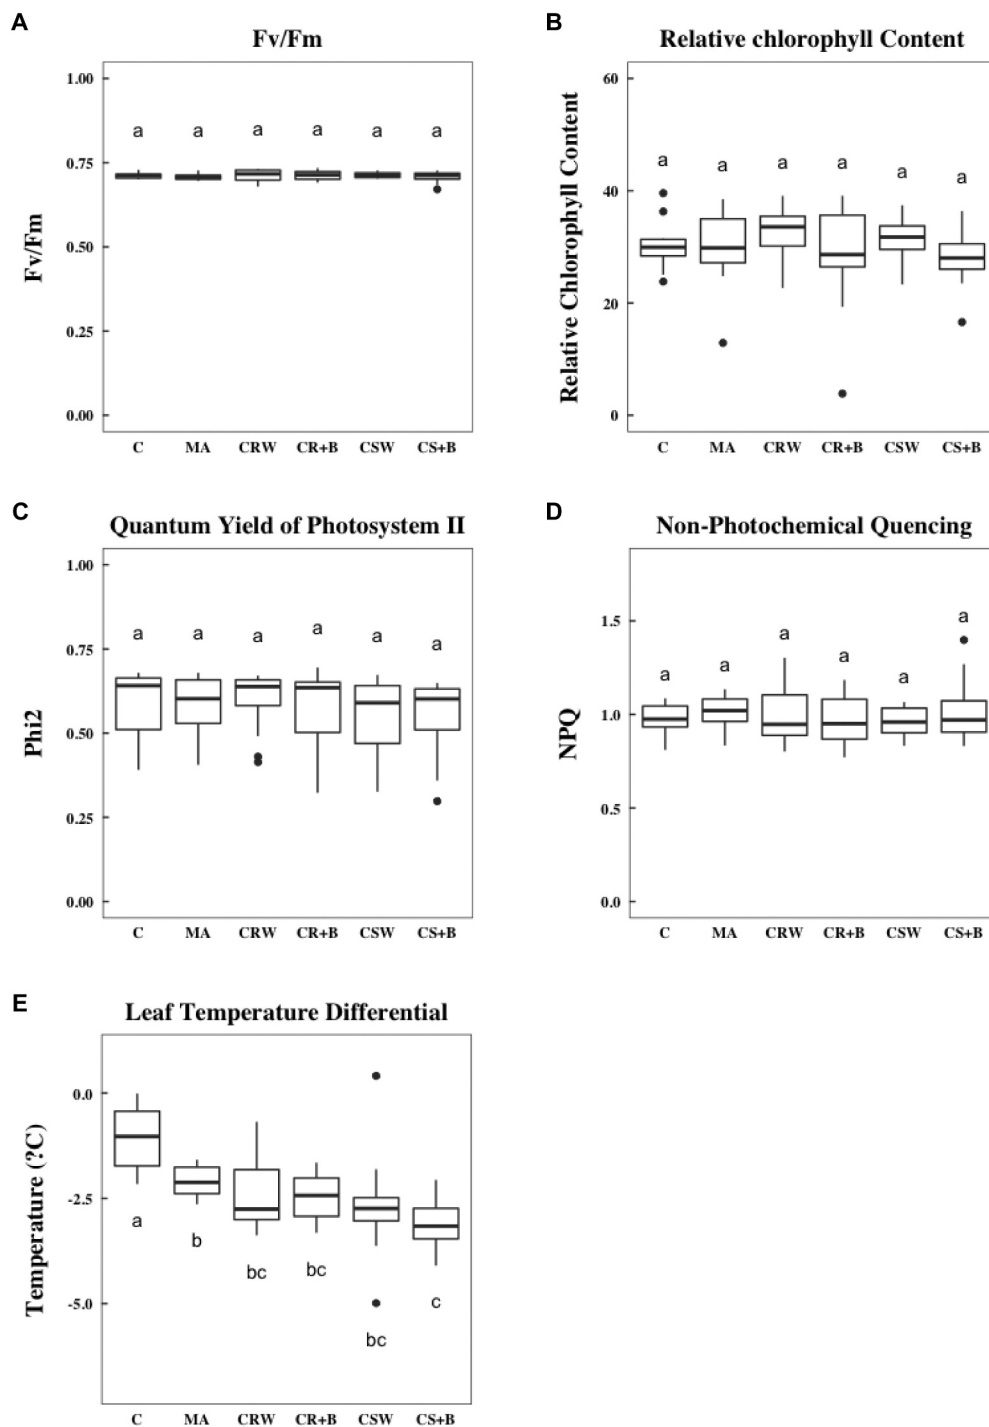 A
Fv/Fm
Fv/Fm
1.00
0.75
0.50
0.25
0.00
a a a a a a
C MA CRW CR+B CSW CS+B
B
Relative chlorophyll Content
Relative Chlorophyll Content
60
40
20
0
a a a a a a
C MA CRW CR+B CSW CS+B
C
Quantum Yield of Photosystem II
Phi2
1.00
0.75
0.50
0.25
0.00
a a a a a a
C MA CRW CR+B CSW CS+B
D
Non-Photochemical Quencing
NPQ
1.5
1.0
0.5
0.0
a a a a a a
C MA CRW CR+B CSW CS+B
E
Leaf Temperature Differential
Temperature (?C)
0.0
-2.5
-5.0
a b bc bc bc c
C MA CRW CR+B CSW CS+B